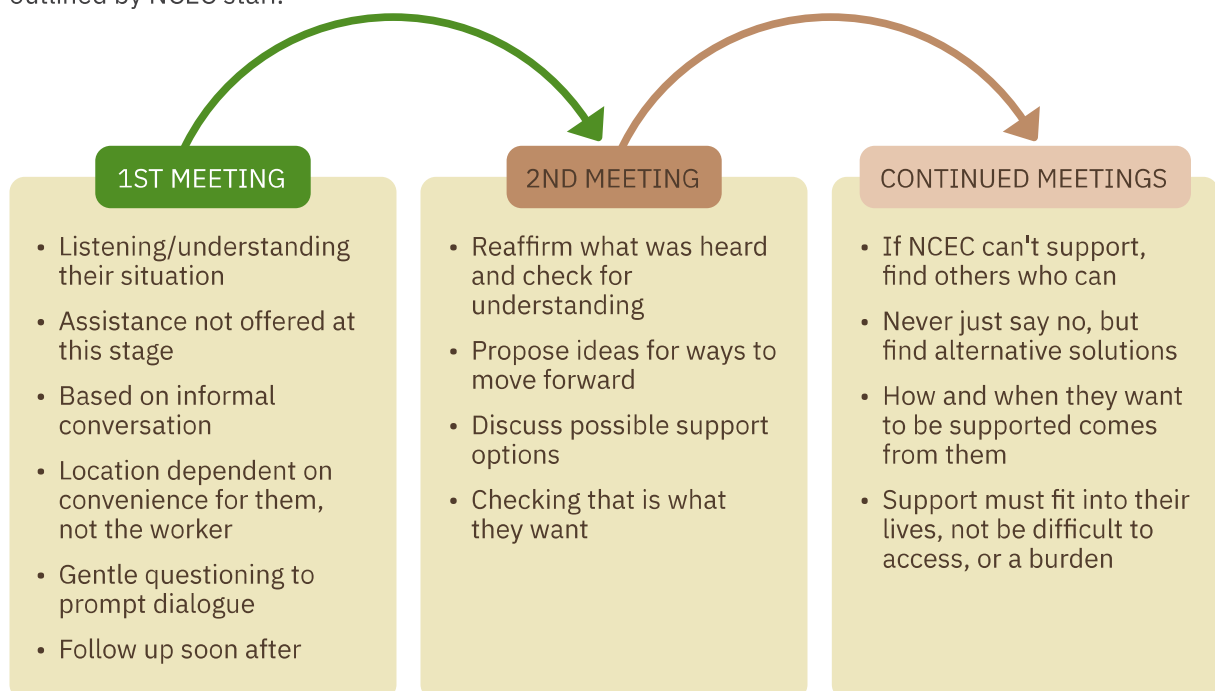 outlined by NCEC staff.
1ST MEETING
• Listening/understanding
their situation
• Assistance not offered at
this stage
• Based on informal
conversation
• Location dependent on
convenience for them,
not the worker
• Gentle questioning to
prompt dialogue
• Follow up soon after
2ND MEETING
• Reaffirm what was heard
and check for
understanding
• Propose ideas for ways to
move forward
• Discuss possible support
options
• Checking that is what
they want
CONTINUED MEETINGS
• If NCEC can't support,
find others who can
• Never just say no, but
find alternative solutions
• How and when they want
to be supported comes
from them
• Support must fit into their
lives, not be difficult to
access, or a burden